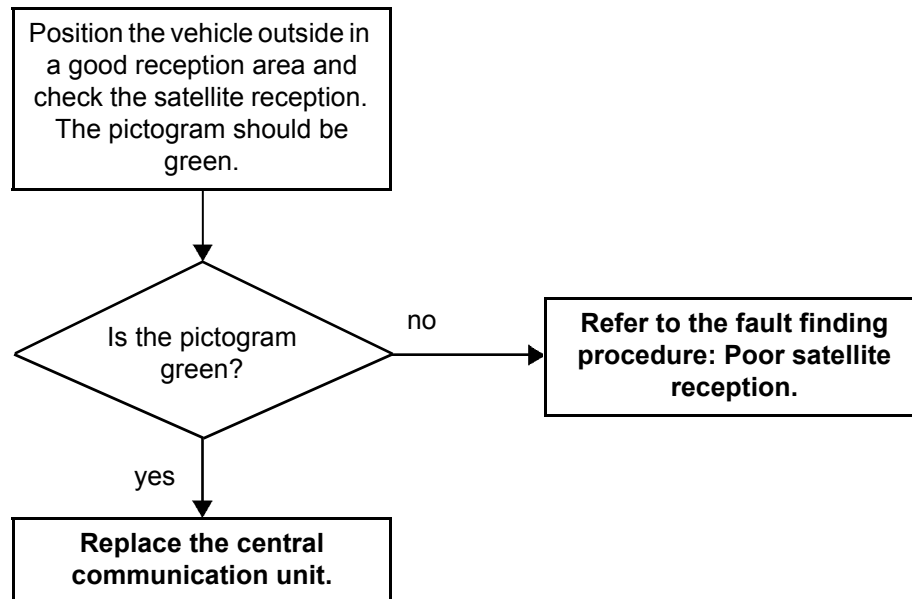 Position the vehicle outside in
a good reception area and
check the satellite reception.
The pictogram should be
green.
Is the pictogram
green?
no
Refer to the fault finding
procedure: Poor satellite
reception.
yes
Replace the central
communication unit.